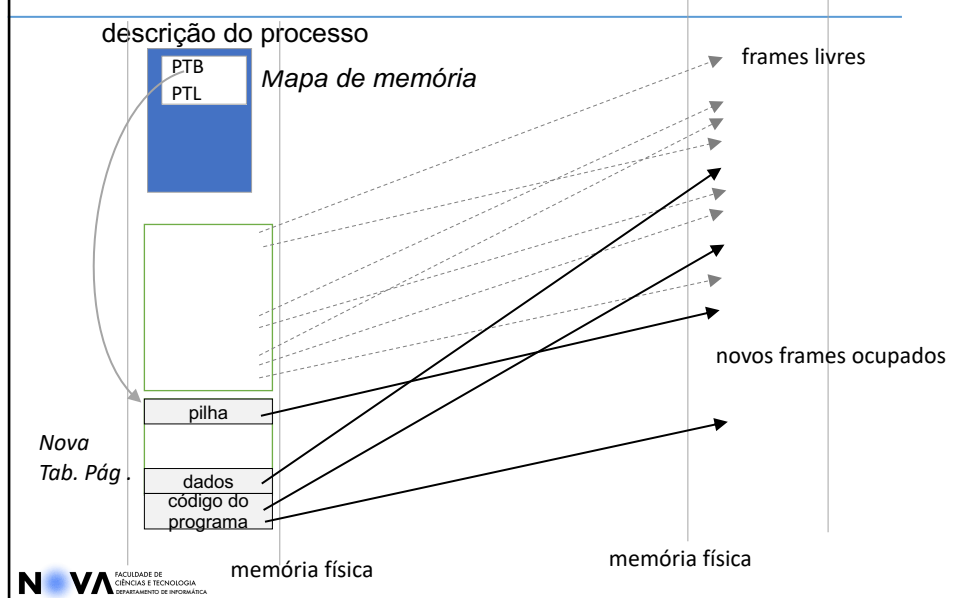 descrição do processo
PTB
PTL
Mapa de memória
frames livres
novos frames ocupados
pilha
Nova
Tab. Pág .
dados
código do
programa
memória física
memória física
NOVA
FACULDADE DE
CIÊNCIAS E TECNOLOGIA
DEPARTAMENTO DE INFORMÁTICA